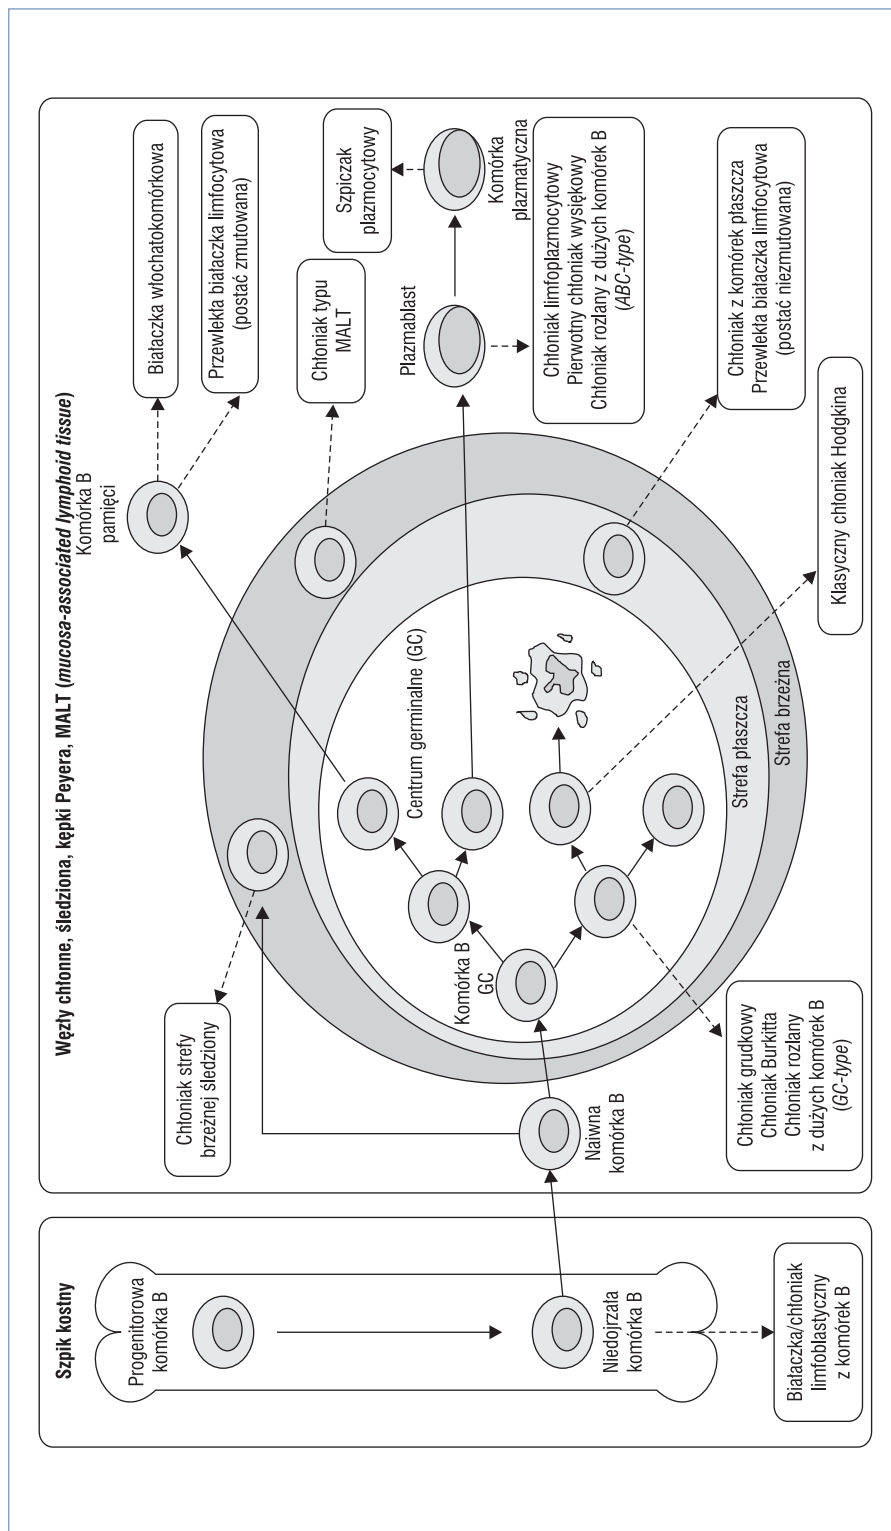 Szpik kostny
Progenitorowa
komórka B
Niedojrzała
komórka B
Białaczka/chłoniak
limfoblastyczny
z komórek B
Węzły chłonne, śledziona, kępki Peyera, MALT (mucosa-associated lymphoid tissue)
Chłoniak strefy
brzeżnej śledziony
Naiwna
komórka B
Komórka B
GC
Centrum germinalne (GC)
Strefa płaszcza
Strefa brzeżna
Chłoniak grudkowy
Chłoniak Burkitta
Chłoniak rozlany
z dużych komórek B
(GC-type)
Komórka B
pamięci
Białaczka włochatokomórkowa
Przewlekła białaczka limfocytowa
(postać zmutowana)
Chłoniak typu
MALT
Szpiczak
plazmocytowy
Plazmablast
Komórka
plazmatyczna
Chłoniak limfoplazmocytowy
Pierwotny chłoniak wysiękowy
Chłoniak rozlany z dużych komórek B
(ABC-type)
Chłoniak z komórek płaszcza
Przewlekła białaczka limfocytowa
(postać niezmutowana)
Klasyczny chłoniak Hodgkina